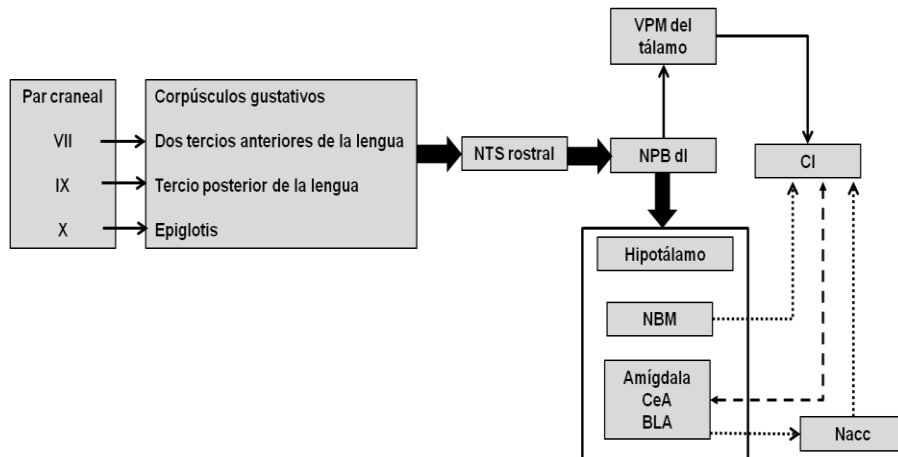 Par craneal
VII
IX
X
Corpúsculos gustativos
Dos tercios anteriores de la lengua
Tercio posterior de la lengua
Epiglotis
NTS rostral
NPB dl
VPM del
tálamo
CI
Hipotálamo
NBM
Amígdala
CeA
BLA
Nacc